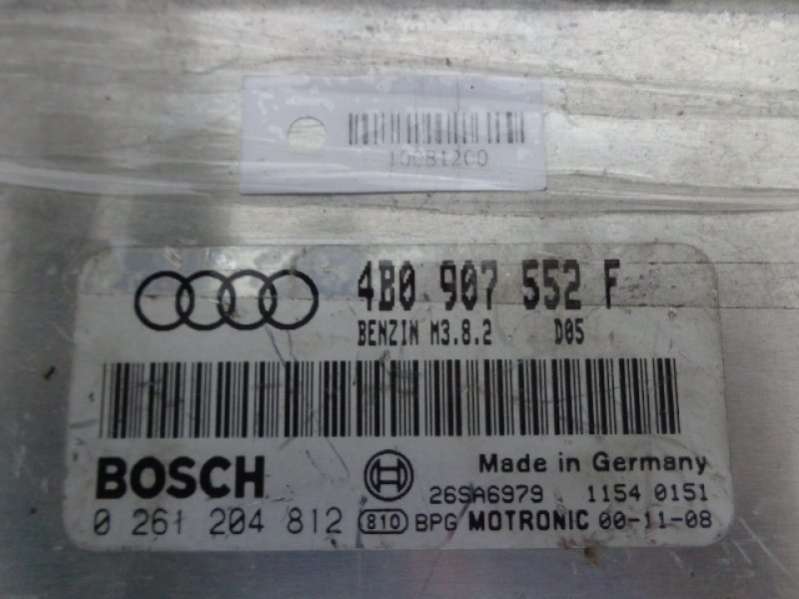 10081200
4B0 907 552 F
BENZIN M3.8.2 D05
BOSCH
Made in Germany
26SA6979 1154 0151
0 261 204 812 810 BPG MOTRONIC 00-11-08